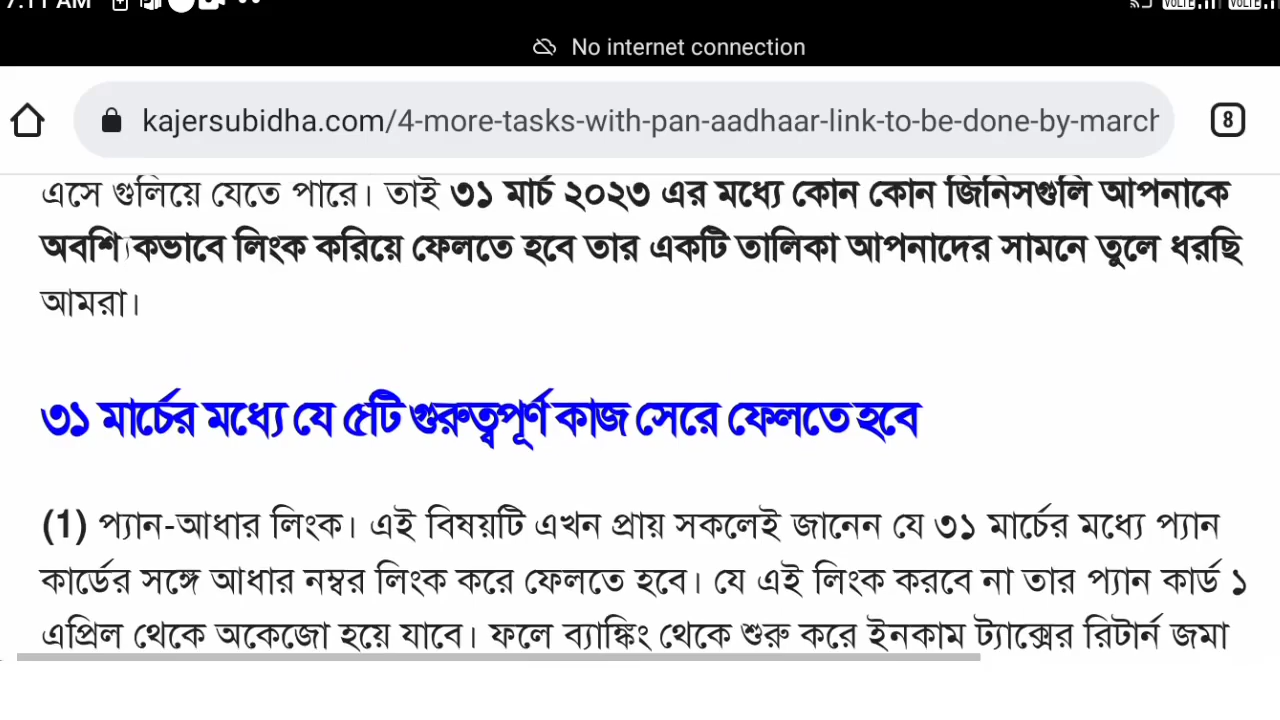 7:11 AM
No internet connection
kajersubidha.com/4-more-tasks-with-pan-aadhaar-link-to-be-done-by-march
8
এসে গুলিয়ে যেতে পারে। তাই ৩১ মার্চ ২০২৩ এর মধ্যে কোন কোন জিনিসগুলি আপনাকে
অবশ্যিকভাবে লিংক করিয়ে ফেলতে হবে তার একটি তালিকা আপনাদের সামনে তুলে ধরছি
আমরা।
৩১ মার্চের মধ্যে যে ৫টি গুরুত্বপূর্ণ কাজ সেরে ফেলতে হবে
(1) প্যান-আধার লিংক। এই বিষয়টি এখন প্রায় সকলেই জানেন যে ৩১ মার্চের মধ্যে প্যান
কার্ডের সঙ্গে আধার নম্বর লিংক করে ফেলতে হবে। যে এই লিংক করবে না তার প্যান কার্ড ১
এপ্রিল থেকে অকেজো হয়ে যাবে। ফলে ব্যাঙ্কিং থেকে শুরু করে ইনকাম ট্যাক্সের রিটার্ন জমা